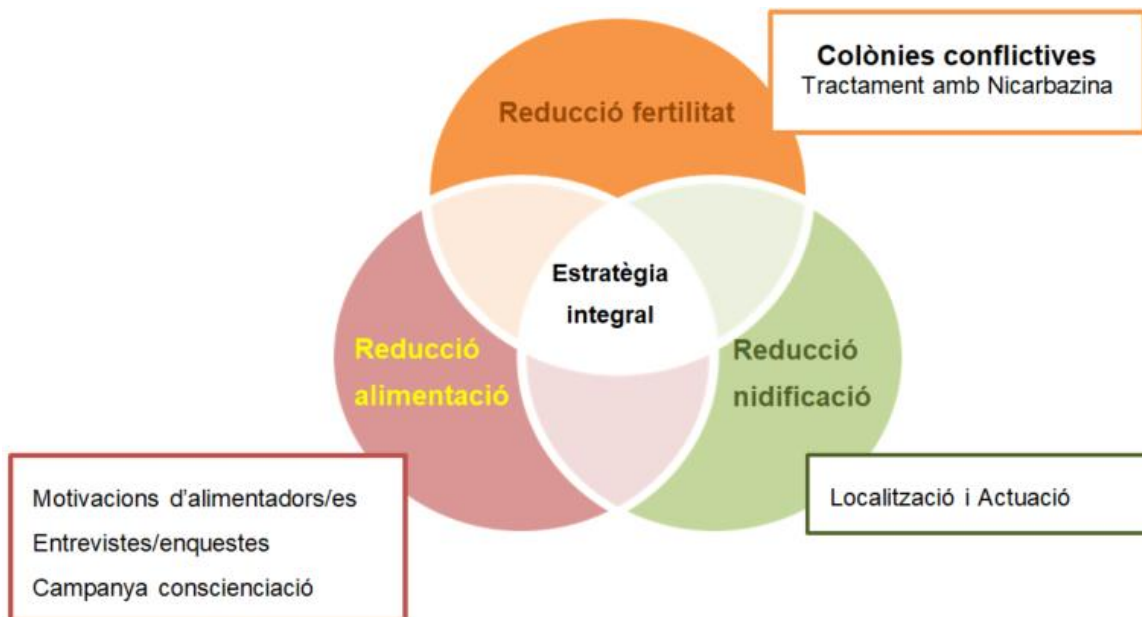 Colònies conflictives
Tractament amb Nicarbazina
Reducció fertilitat
Estratègia
integral
Reducció
alimentació
Reducció
nidificació
Motivacions d'alimentadors/es
Entrevistes/enquestes
Campanya conscienciació
Localització i Actuació